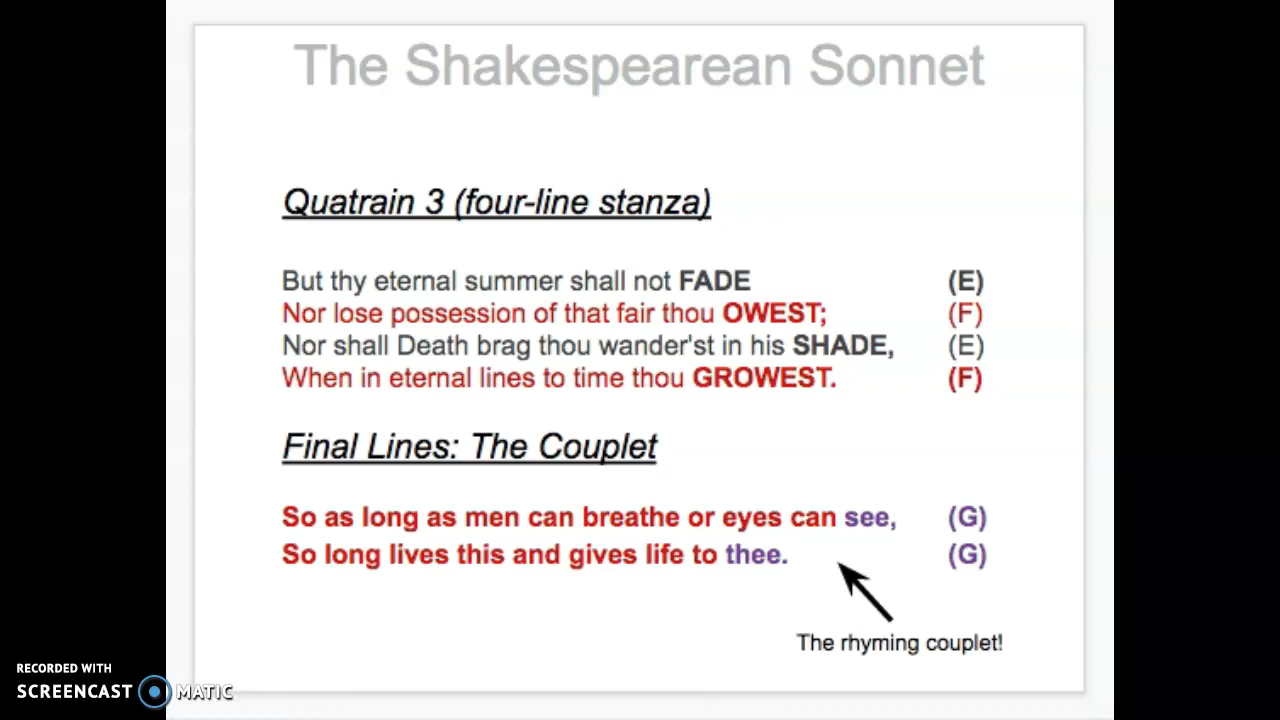 The Shakespearean Sonnet
Quatrain 3 (four-line stanza)
But thy eternal summer shall not FADE (E)
Nor lose possession of that fair thou OWEST; (F)
Nor shall Death brag thou wander'st in his SHADE, (E)
When in eternal lines to time thou GROWEST. (F)
Final Lines: The Couplet
So as long as men can breathe or eyes can see, (G)
So long lives this and gives life to thee. (G)
The rhyming couplet!
RECORDED WITH
SCREENCAST MATIC